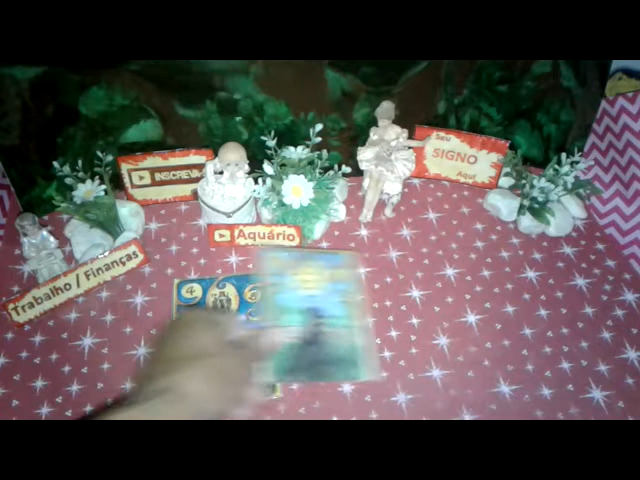 INSCREVA
Seu
SIGNO
Aqui
Aquário
Trabalho / Finanças
4